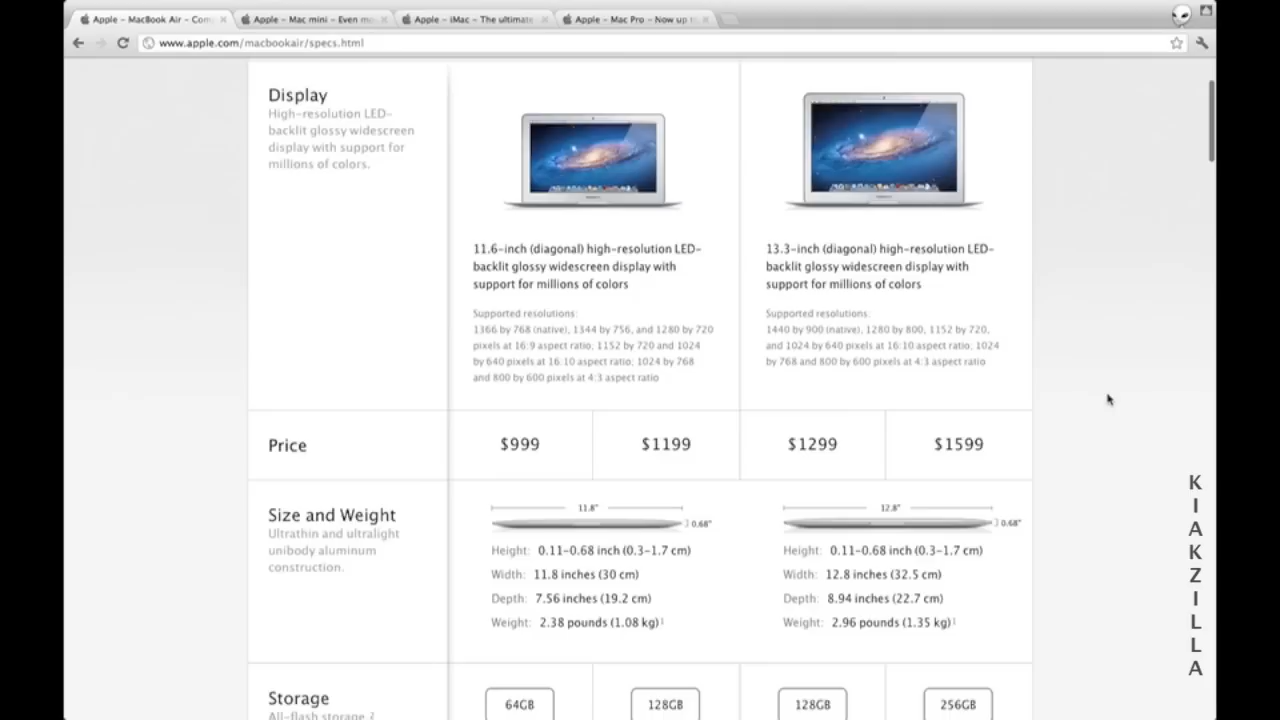 Apple – MacBook Air – Com
Apple – Mac mini – Even mo
Apple – iMac – The ultimate
Apple – Mac Pro – Now up t
www.apple.com/macbookair/specs.html
Display
High-resolution LED-
backlit glossy widescreen
display with support for
millions of colors.
11.6-inch (diagonal) high-resolution LED-
backlit glossy widescreen display with
support for millions of colors
Supported resolutions:
1366 by 768 (native), 1344 by 756, and 1280 by 720
pixels at 16:9 aspect ratio; 1152 by 720 and 1024
by 640 pixels at 16:10 aspect ratio; 1024 by 768
and 800 by 600 pixels at 4:3 aspect ratio
13.3-inch (diagonal) high-resolution LED-
backlit glossy widescreen display with
support for millions of colors
Supported resolutions:
1440 by 900 (native), 1280 by 800, 1152 by 720,
and 1024 by 640 pixels at 16:10 aspect ratio; 1024
by 768 and 800 by 600 pixels at 4:3 aspect ratio
Price
$999
$1199
$1299
$1599
Size and Weight
Ultrathin and ultralight
unibody aluminum
construction.
11.8"
0.68"
Height: 0.11–0.68 inch (0.3–1.7 cm)
Width: 11.8 inches (30 cm)
Depth: 7.56 inches (19.2 cm)
Weight: 2.38 pounds (1.08 kg)1
12.8"
0.68"
Height: 0.11–0.68 inch (0.3–1.7 cm)
Width: 12.8 inches (32.5 cm)
Depth: 8.94 inches (22.7 cm)
Weight: 2.96 pounds (1.35 kg)1
Storage
All-flash storage.2
64GB
128GB
128GB
256GB
KIAKZILLA